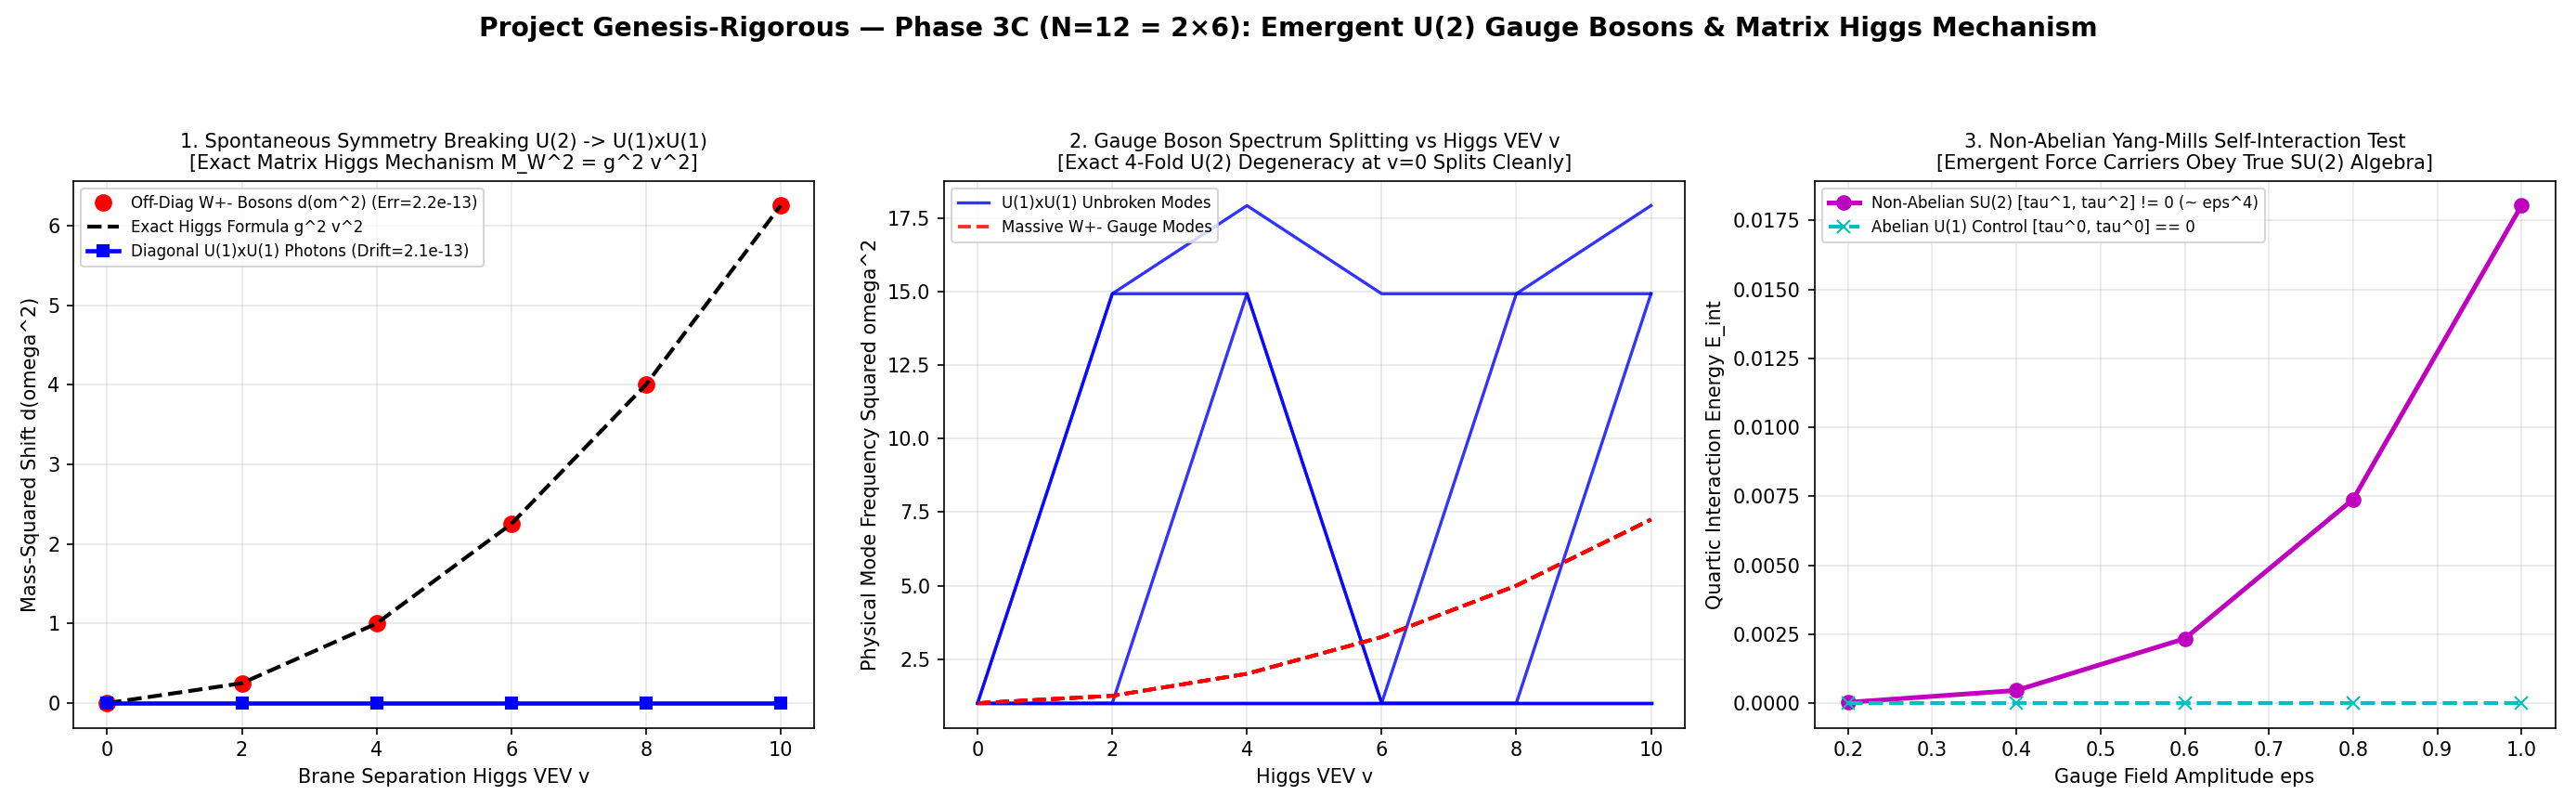 Project Genesis-Rigorous — Phase 3C (N=12 = 2×6): Emergent U(2) Gauge Bosons & Matrix Higgs Mechanism
1. Spontaneous Symmetry Breaking U(2) -> U(1)xU(1)
[Exact Matrix Higgs Mechanism M_W^2 = g^2 v^2]
Off-Diag W+- Bosons d(om^2) (Err=2.2e-13)
Exact Higgs Formula g^2 v^2
Diagonal U(1)xU(1) Photons (Drift=2.1e-13)
Mass-Squared Shift d(omega^2)
6
5
4
3
2
1
0
0 2 4 6 8 10
Brane Separation Higgs VEV v
2. Gauge Boson Spectrum Splitting vs Higgs VEV v
[Exact 4-Fold U(2) Degeneracy at v=0 Splits Cleanly]
U(1)xU(1) Unbroken Modes
Massive W+- Gauge Modes
Physical Mode Frequency Squared omega^2
17.5
15.0
12.5
10.0
7.5
5.0
2.5
0 2 4 6 8 10
Higgs VEV v
3. Non-Abelian Yang-Mills Self-Interaction Test
[Emergent Force Carriers Obey True SU(2) Algebra]
Non-Abelian SU(2) [tau^1, tau^2] != 0 (~ eps^4)
Abelian U(1) Control [tau^0, tau^0] == 0
Quartic Interaction Energy E_int
0.0175
0.0150
0.0125
0.0100
0.0075
0.0050
0.0025
0.0000
0.2 0.3 0.4 0.5 0.6 0.7 0.8 0.9 1.0
Gauge Field Amplitude eps